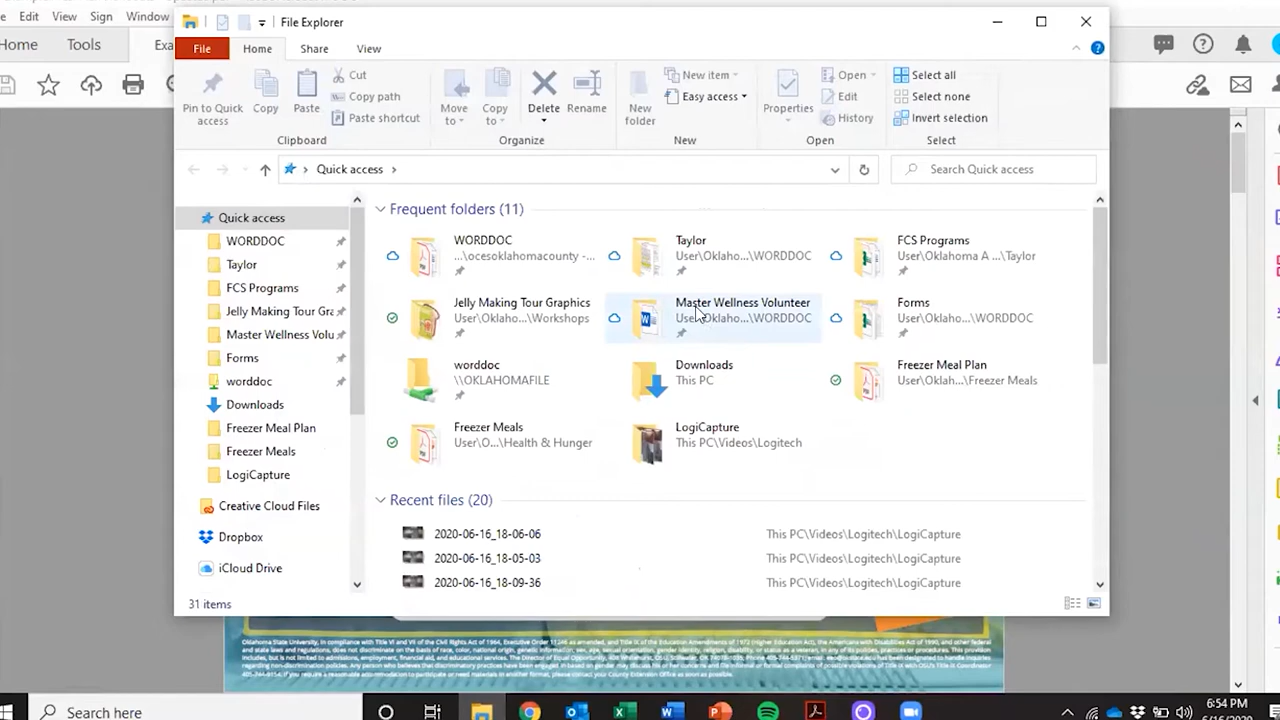 Edit View Sign Window
File Explorer
Home Tools Exa
File Home Share View
Pin to Quick access
Copy
Paste
Cut
Copy path
Paste shortcut
Clipboard
Move to
Copy to
Delete
Rename
Organize
New folder
New item
Easy access
New
Properties
Open
Edit
History
Open
Select all
Select none
Invert selection
Select
Quick access
Search Quick access
Quick access
WORDDOC
Taylor
FCS Programs
Jelly Making Tour Gra
Master Wellness Volu
Forms
worddoc
Downloads
Freezer Meal Plan
Freezer Meals
LogiCapture
Creative Cloud Files
Dropbox
iCloud Drive
Frequent folders (11)
WORDDOC
...\ocesoklahomacounty -...
Taylor
User\Oklaho...\WORDDOC
FCS Programs
User\Oklahoma A ...\Taylor
Jelly Making Tour Graphics
User\Oklaho...\Workshops
Master Wellness Volunteer
User\Oklaho...\WORDDOC
Forms
User\Oklaho...\WORDDOC
worddoc
\\OKLAHOMAFILE
Downloads
This PC
Freezer Meal Plan
User\Oklah...\Freezer Meals
Freezer Meals
User\O...\Health & Hunger
LogiCapture
This PC\Videos\Logitech
Recent files (20)
2020-06-16_18-06-06 This PC\Videos\Logitech\LogiCapture
2020-06-16_18-05-03 This PC\Videos\Logitech\LogiCapture
2020-06-16_18-09-36 This PC\Videos\Logitech\LogiCapture
31 items
Search here
6:54 PM